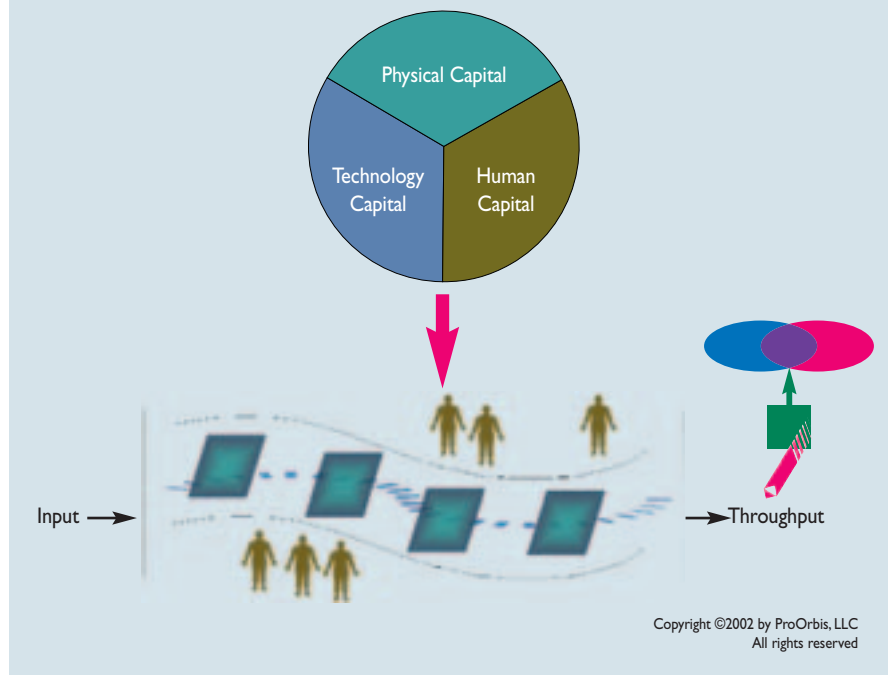 Physical Capital
Technology
Capital
Human
Capital
Input
Throughput
Copyright ©2002 by ProOrbis, LLC
All rights reserved